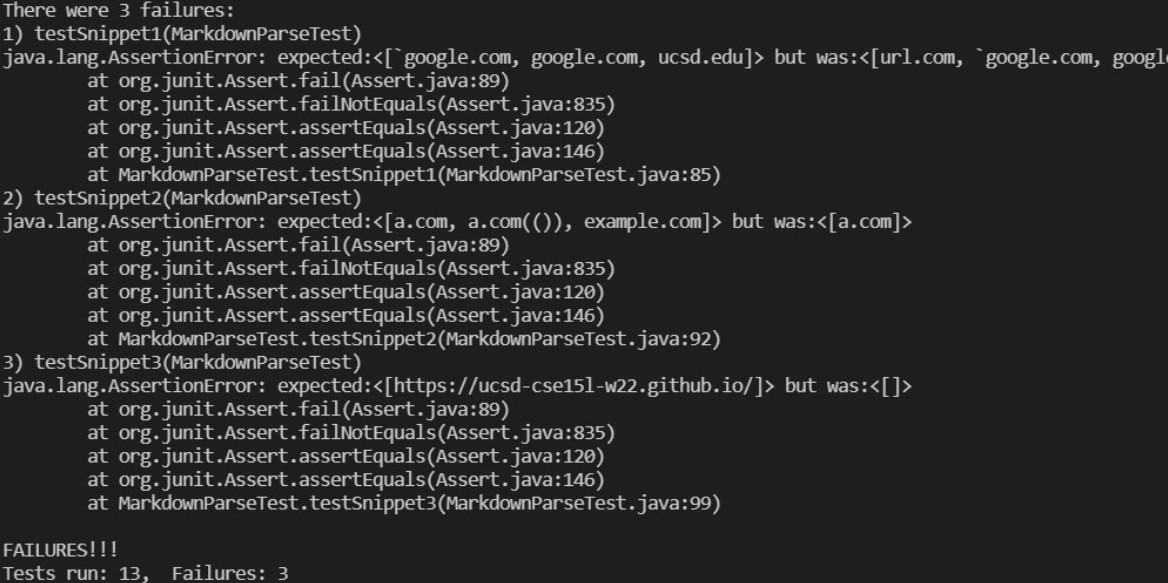 There were 3 failures:
1) testSnippet1(MarkdownParseTest)
java.lang.AssertionError: expected:<[`google.com, google.com, ucsd.edu]> but was:<[url.com, `google.com, googl
at org.junit.Assert.fail(Assert.java:89)
at org.junit.Assert.failNotEquals(Assert.java:835)
at org.junit.Assert.assertEquals(Assert.java:120)
at org.junit.Assert.assertEquals(Assert.java:146)
at MarkdownParseTest.testSnippet1(MarkdownParseTest.java:85)
2) testSnippet2(MarkdownParseTest)
java.lang.AssertionError: expected:<[a.com, a.com(()), example.com]> but was:<[a.com]>
at org.junit.Assert.fail(Assert.java:89)
at org.junit.Assert.failNotEquals(Assert.java:835)
at org.junit.Assert.assertEquals(Assert.java:120)
at org.junit.Assert.assertEquals(Assert.java:146)
at MarkdownParseTest.testSnippet2(MarkdownParseTest.java:92)
3) testSnippet3(MarkdownParseTest)
java.lang.AssertionError: expected:<[https://ucsd-cse15l-w22.github.io/]> but was:<[]>
at org.junit.Assert.fail(Assert.java:89)
at org.junit.Assert.failNotEquals(Assert.java:835)
at org.junit.Assert.assertEquals(Assert.java:120)
at org.junit.Assert.assertEquals(Assert.java:146)
at MarkdownParseTest.testSnippet3(MarkdownParseTest.java:99)
FAILURES!!!
Tests run: 13,  Failures: 3